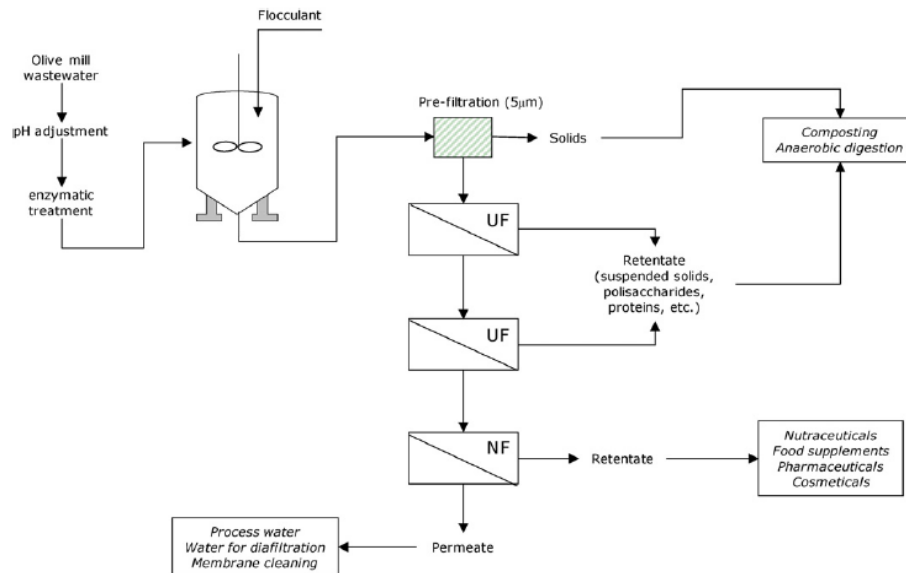 Flocculant
Olive mill
wastewater
pH adjustment
enzymatic
treatment
Pre-filtration (5μm)
Solids
Composting
Anaerobic digestion
UF
Retentate
(suspended solids,
polisaccharides,
proteins, etc.)
UF
NF
Retentate
Nutraceuticals
Food supplements
Pharmaceuticals
Cosmeticals
Permeate
Process water
Water for diafiltration
Membrane cleaning